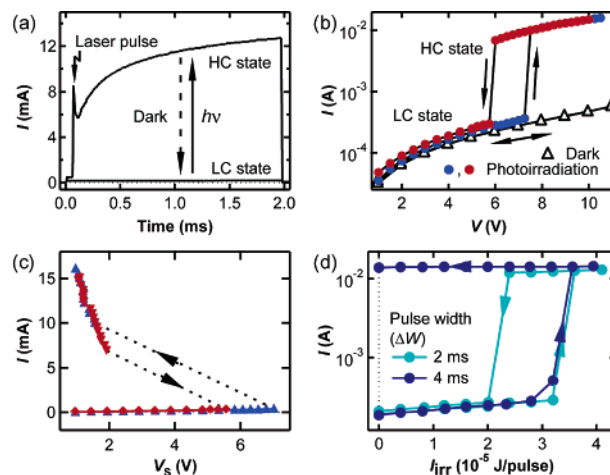 (a)
I (mA)
12
8
4
0
Laser pulse
HC state
Dark
hν
LC state
0.0 0.5 1.0 1.5 2.0
Time (ms)
(b)
I (A)
10⁻²
10⁻⁴
HC state
LC state
Dark
, Photoirradiation
2 4 6 8 10
V (V)
(c)
I (mA)
15
10
5
0
2 4 6
Vs (V)
(d)
I (A)
10⁻²
10⁻³
Pulse width
(ΔW)
2 ms
4 ms
0 1 2 3 4
Iirr (10⁻⁵ J/pulse)